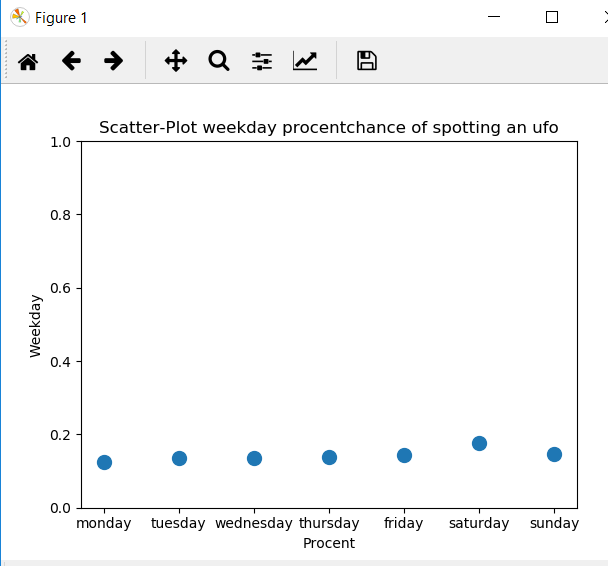 Figure 1
Scatter-Plot weekday procentchance of spotting an ufo
1.0
0.8
0.6
0.4
0.2
0.0
Weekday
monday tuesday wednesday thursday friday saturday sunday
Procent